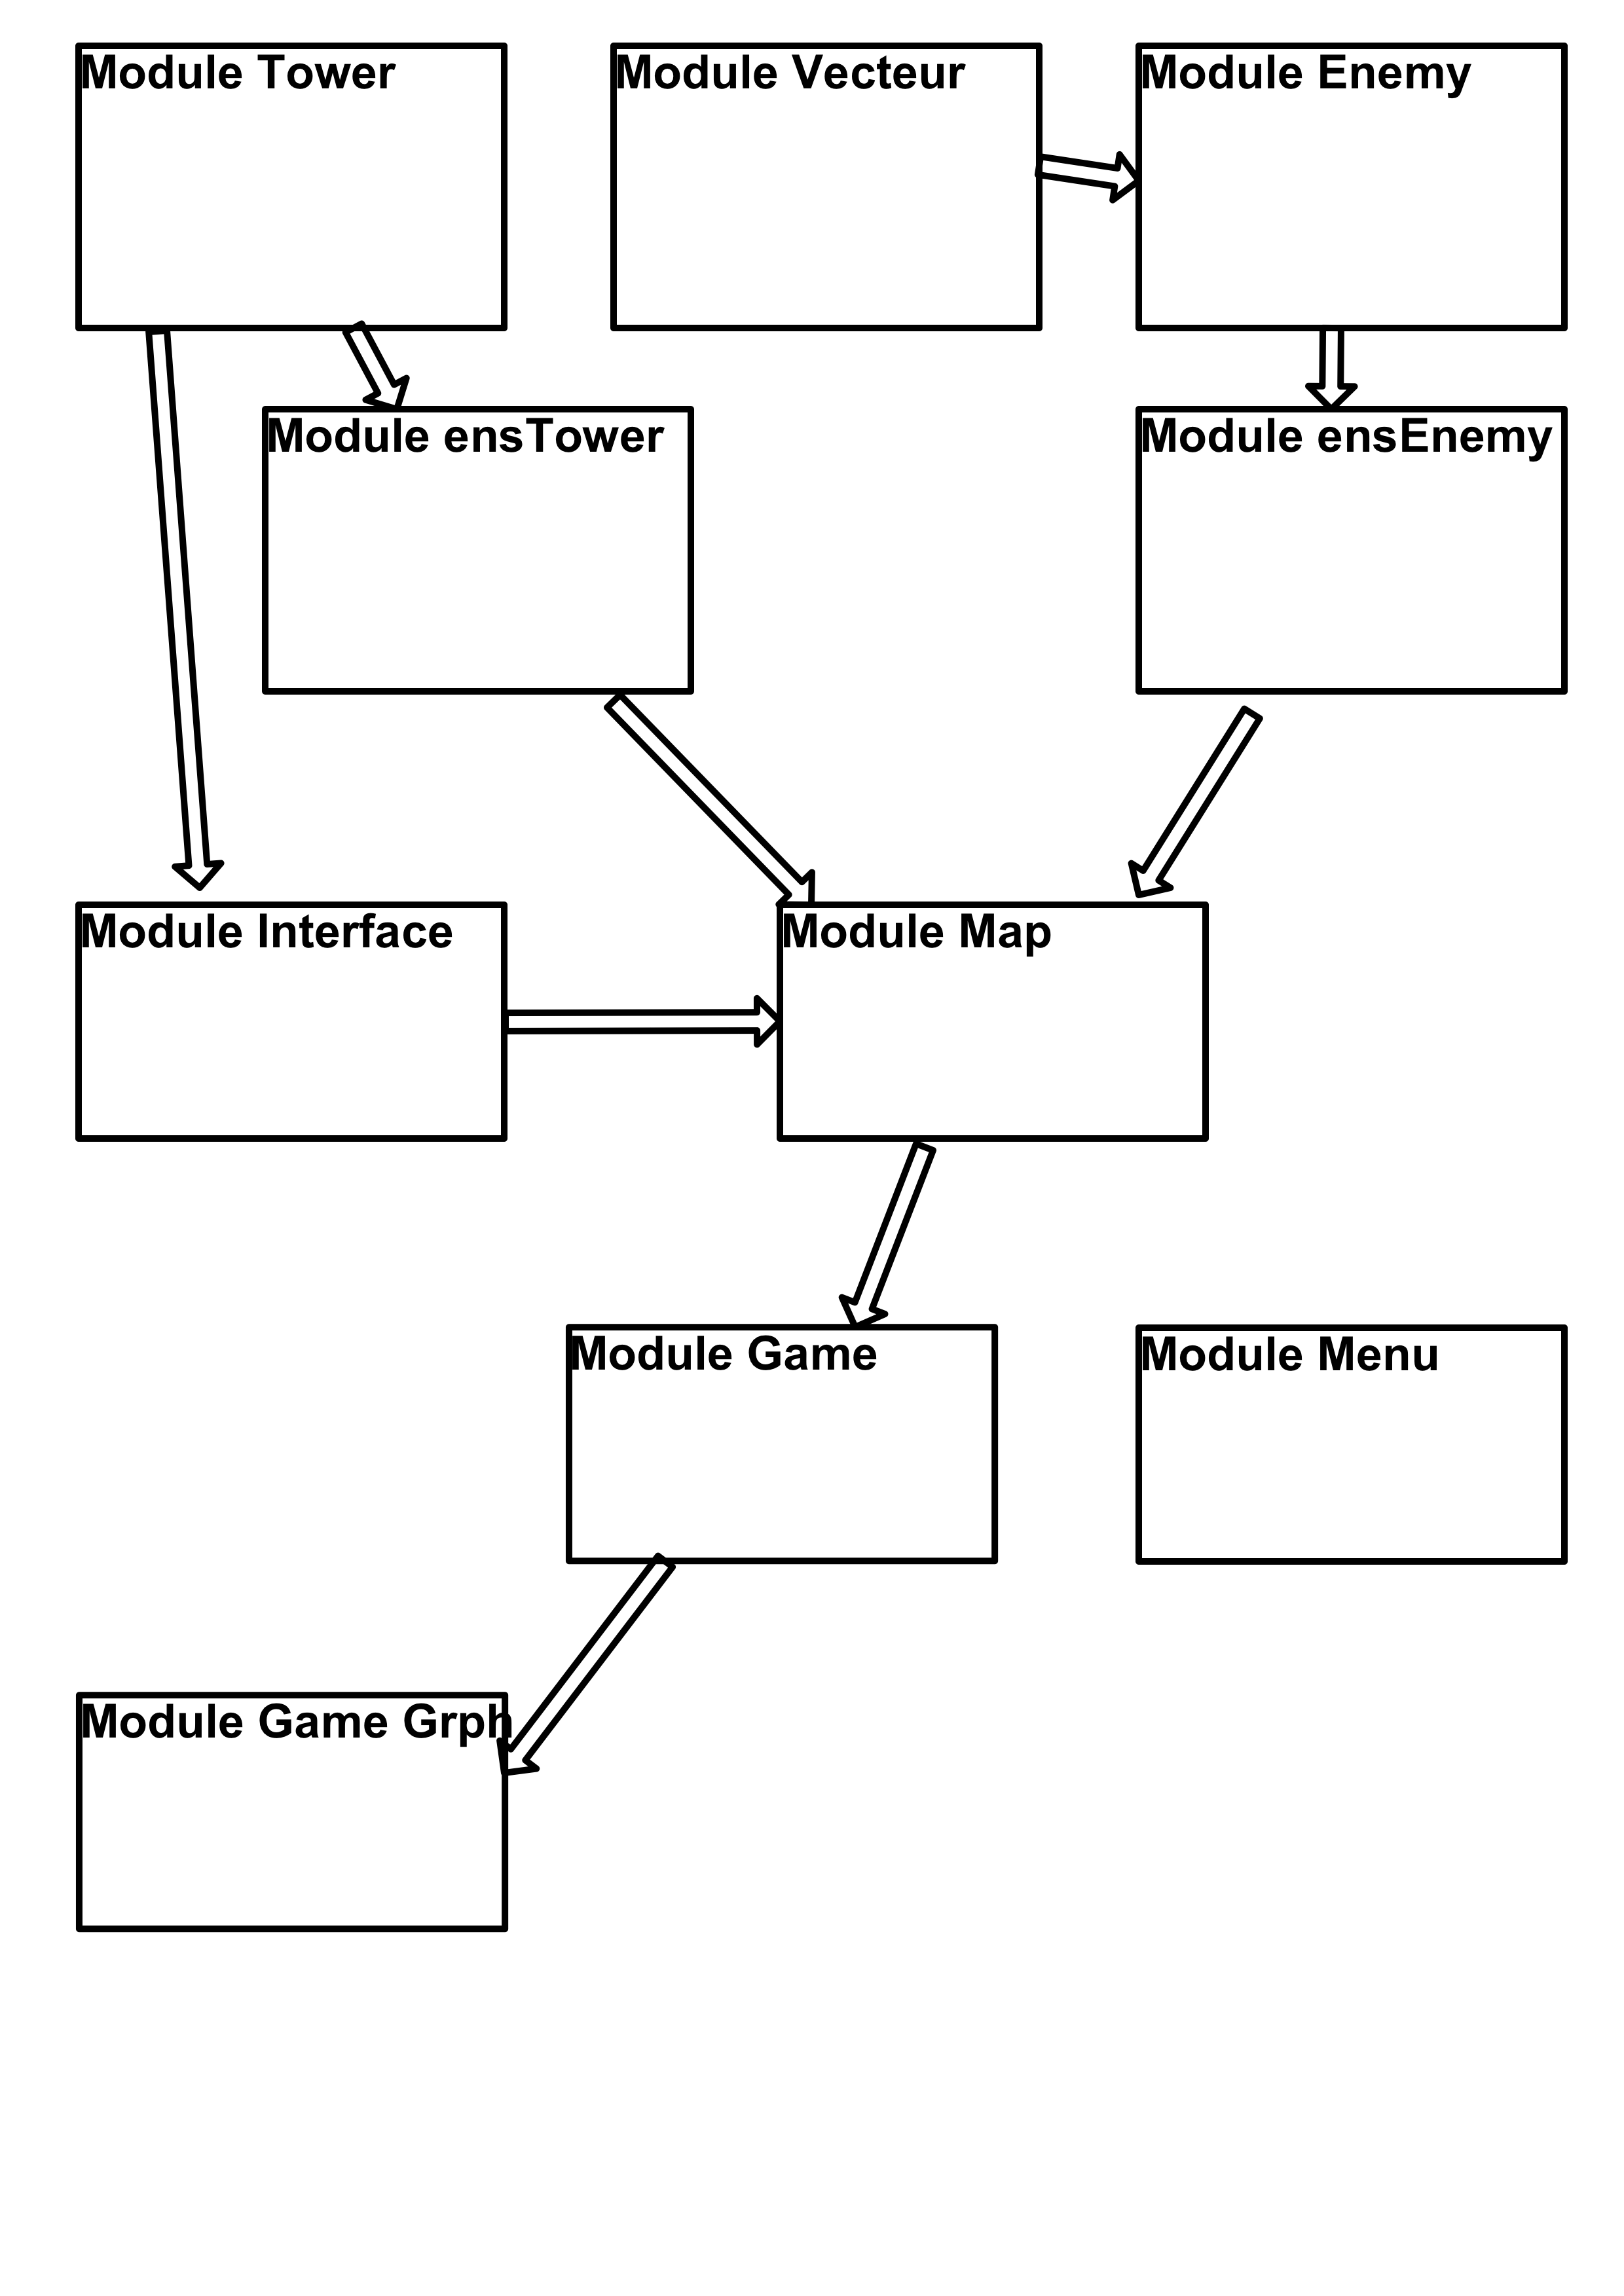 Module Tower
Module Vecteur
Module Enemy
Module ensTower
Module ensEnemy
Module Interface
Module Map
Module Game
Module Menu
Module Game Grph